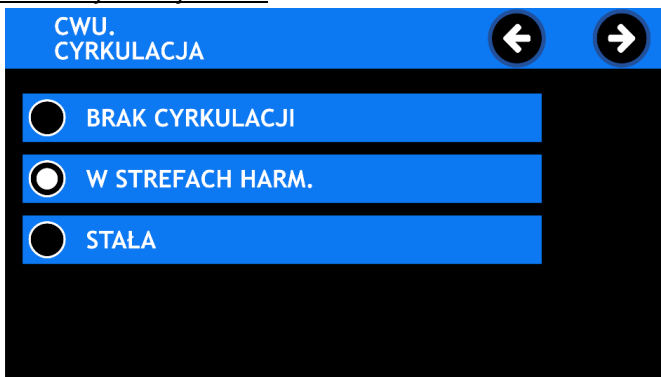 CWU.
CYRKULACJA
BRAK CYRKULACJI
W STREFACH HARM.
STAŁA